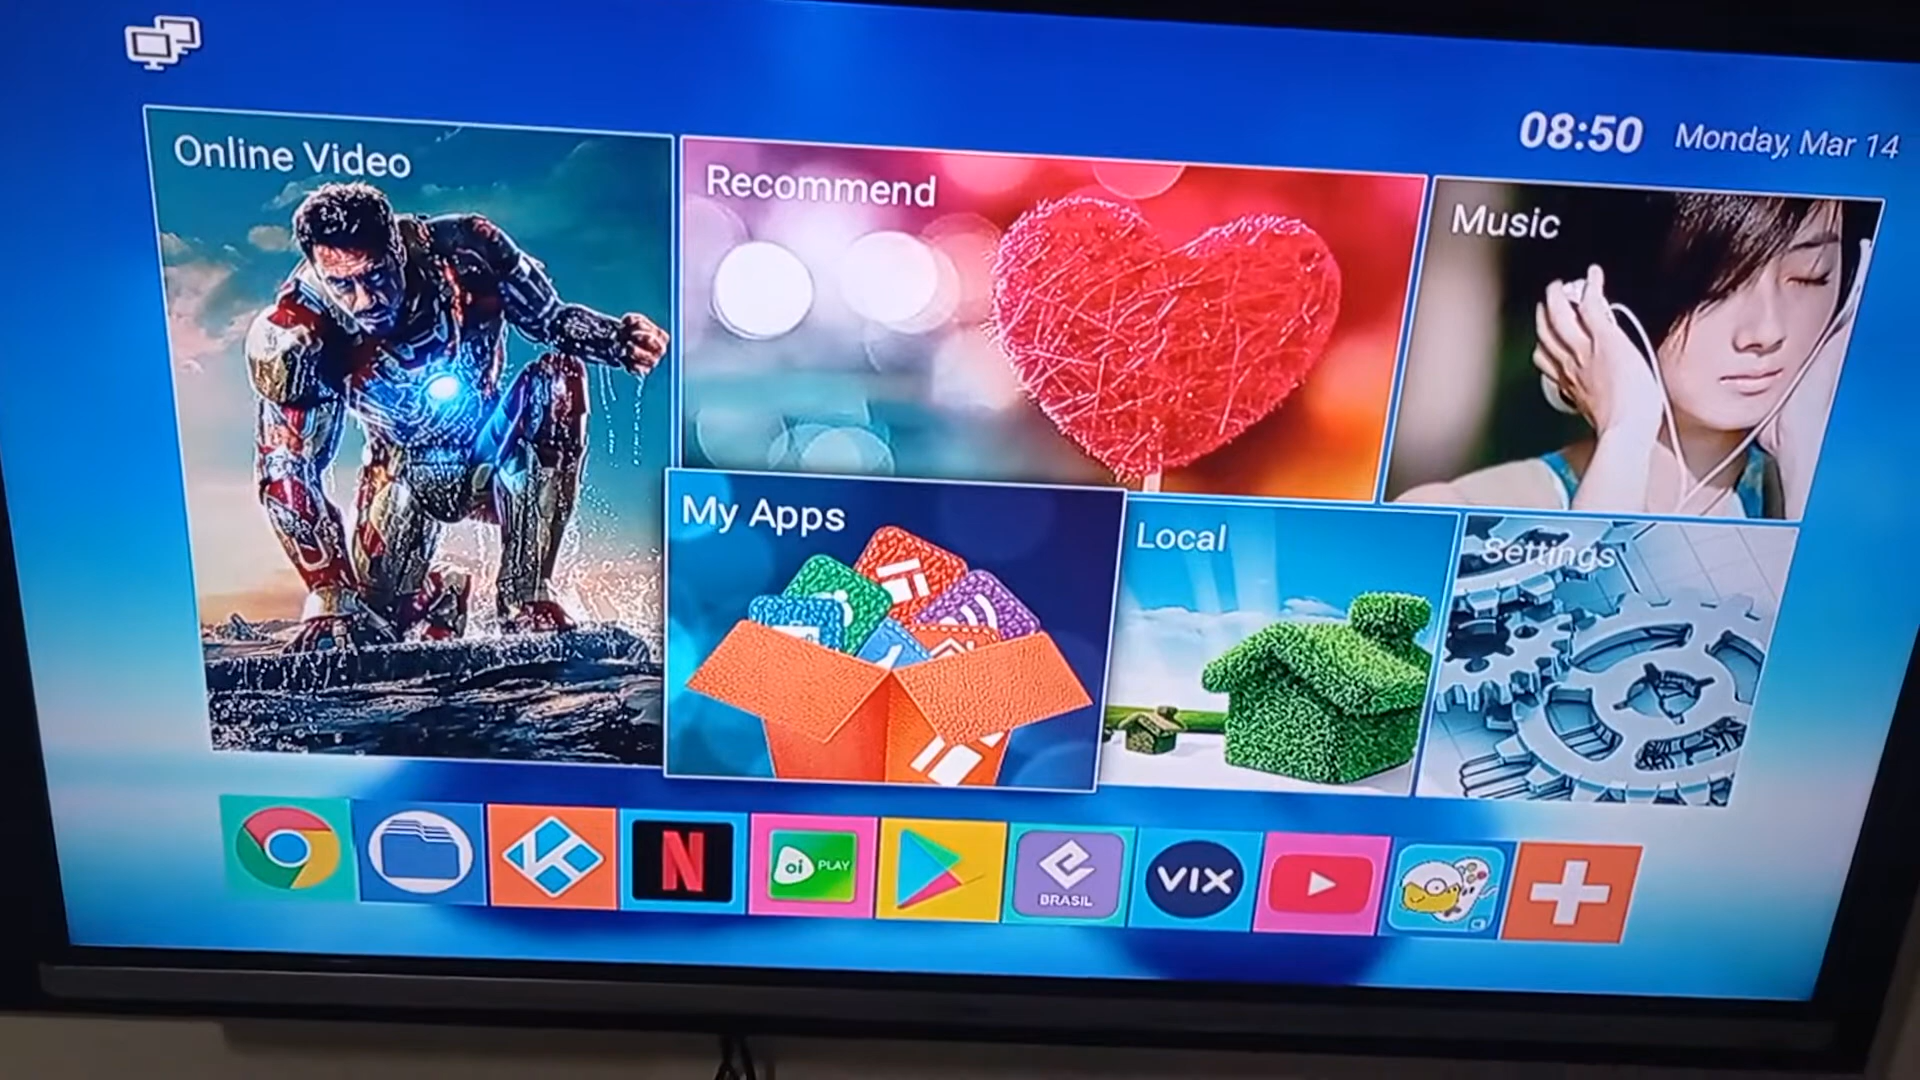 08:50 Monday, Mar 14
Online Video
Recommend
Music
My Apps
Local
Settings
N
oi PLAY
BRASIL
VIX